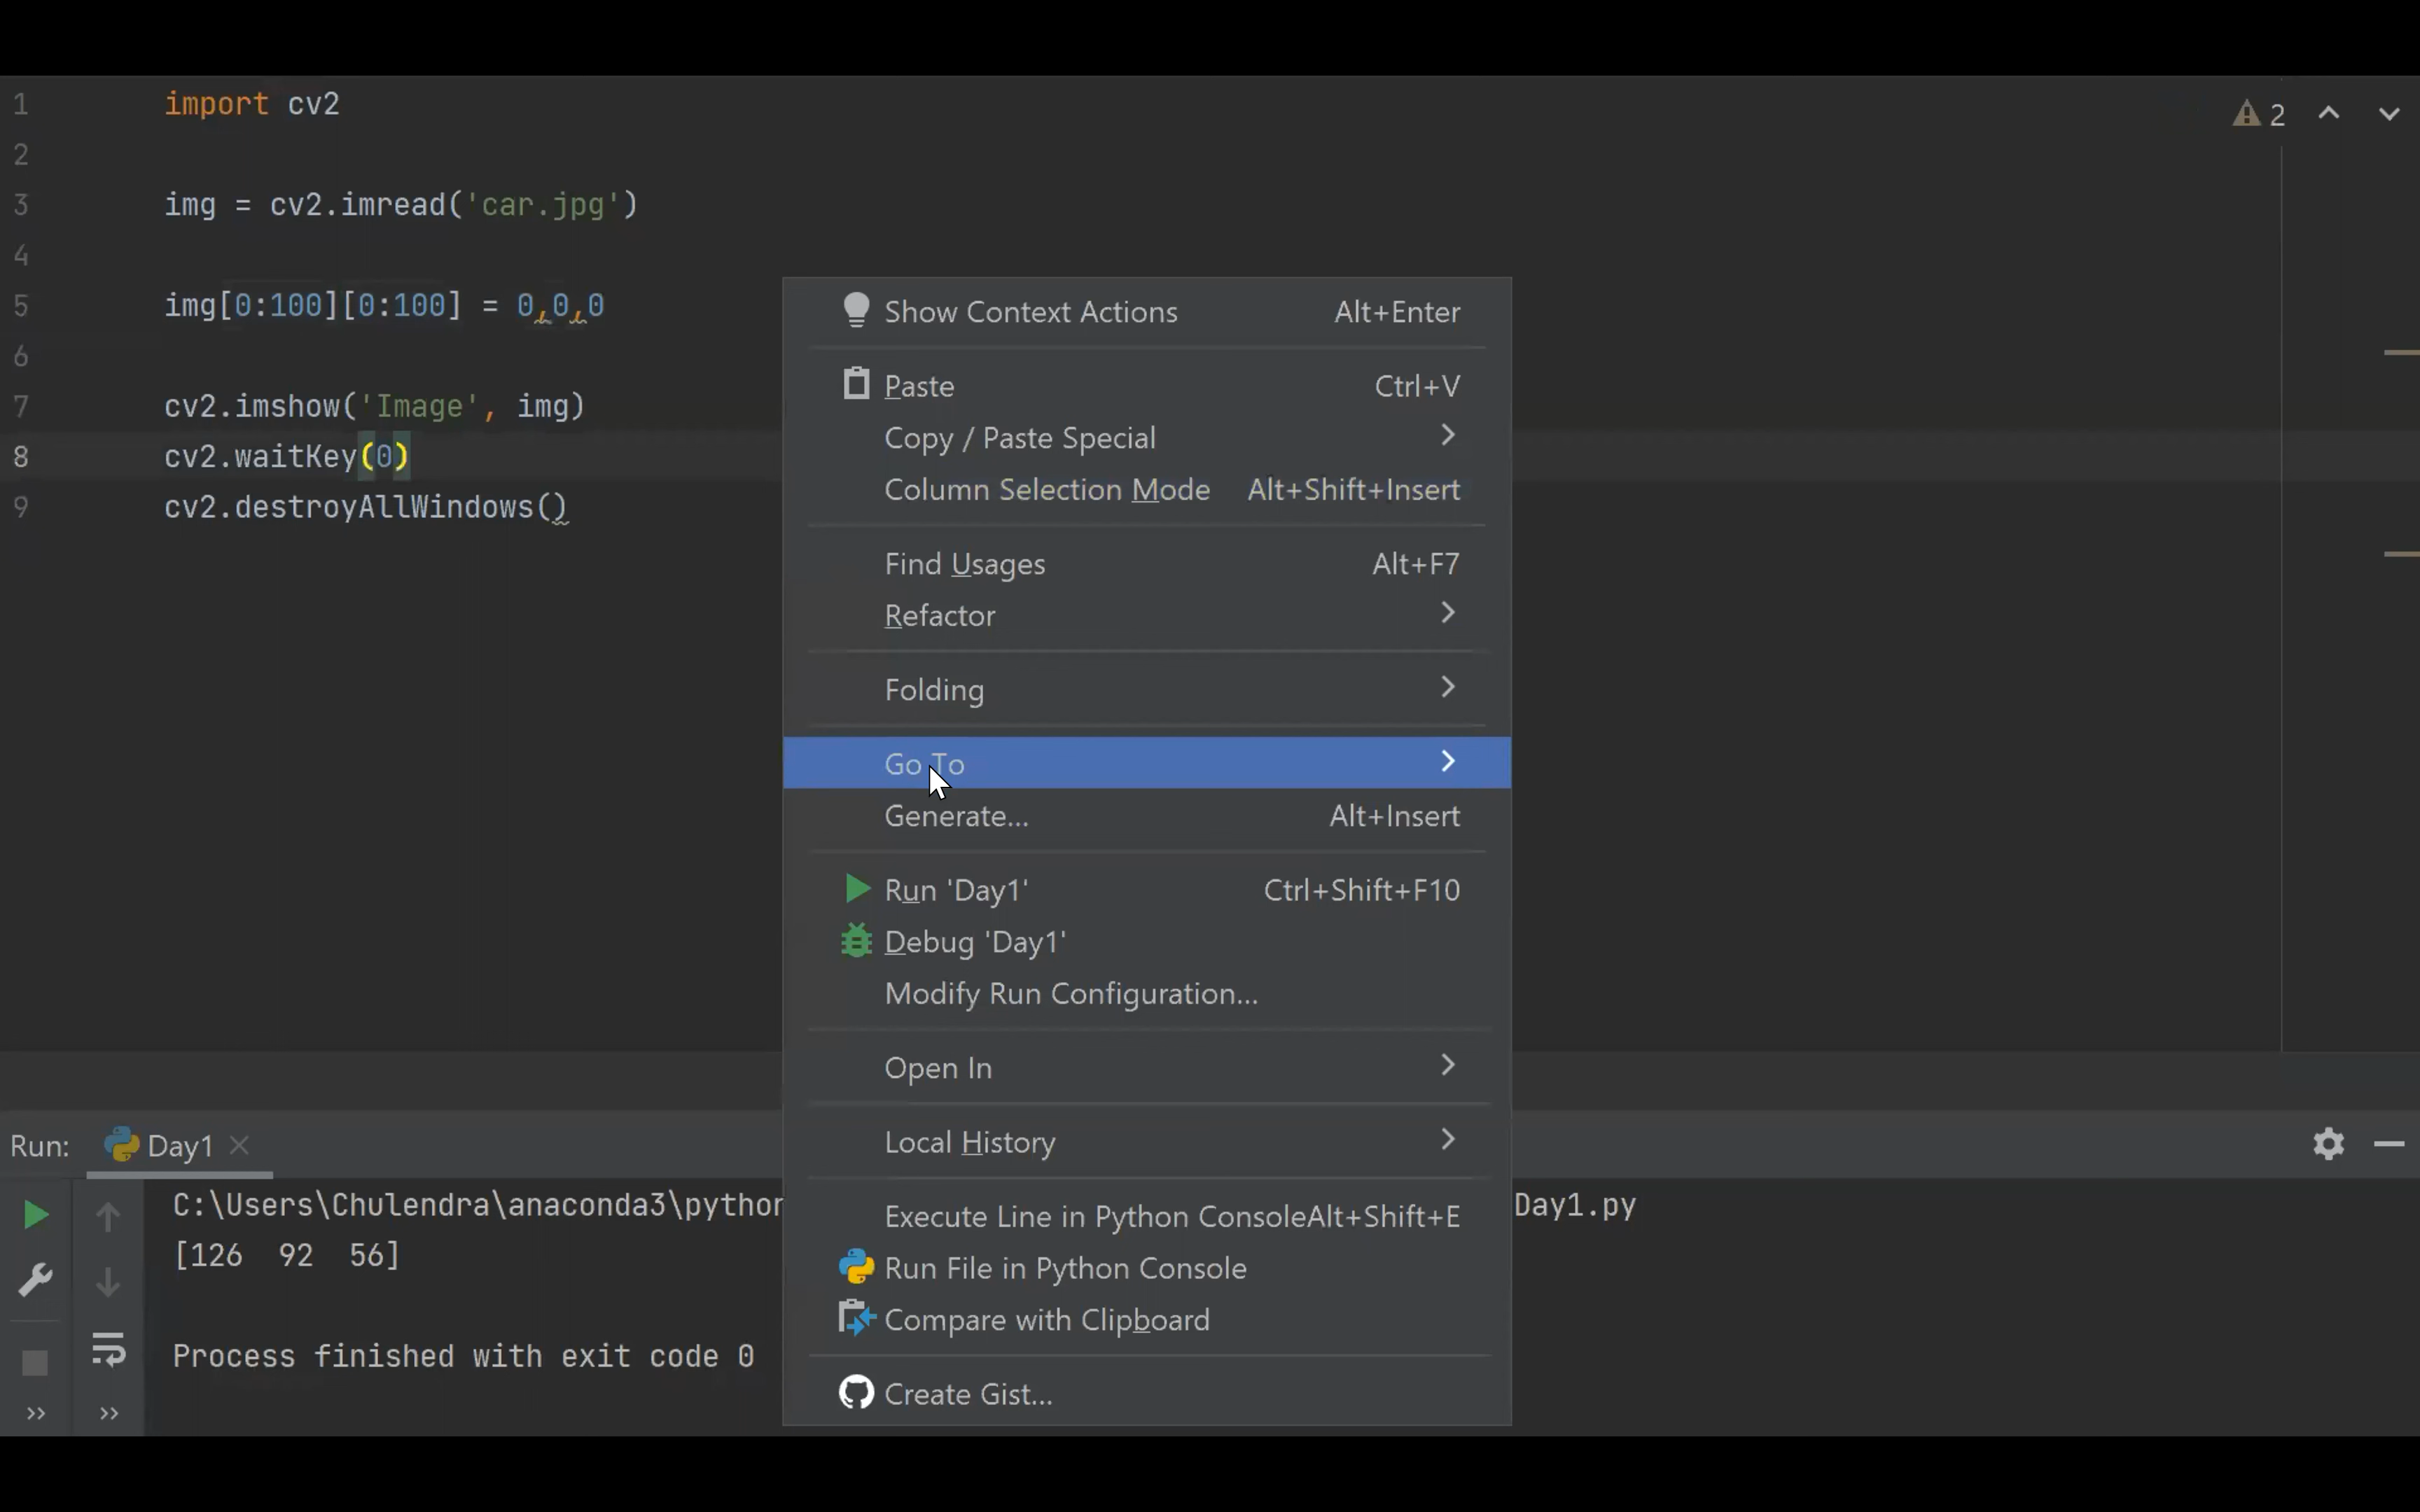 1 import cv2
2
3 img = cv2.imread('car.jpg')
4
5 img[0:100][0:100] = 0,0,0
6
7 cv2.imshow('Image', img)
8 cv2.waitKey(0)
9 cv2.destroyAllWindows()
2
Show Context Actions Alt+Enter
Paste Ctrl+V
Copy / Paste Special
Column Selection Mode Alt+Shift+Insert
Find Usages Alt+F7
Refactor
Folding
Go To
Generate... Alt+Insert
Run 'Day1' Ctrl+Shift+F10
Debug 'Day1'
Modify Run Configuration...
Open In
Local History
Execute Line in Python Console Alt+Shift+E
Run File in Python Console
Compare with Clipboard
Create Gist...
Run: Day1
C:\Users\Chulendra\anaconda3\python Day1.py
[126 92 56]
Process finished with exit code 0